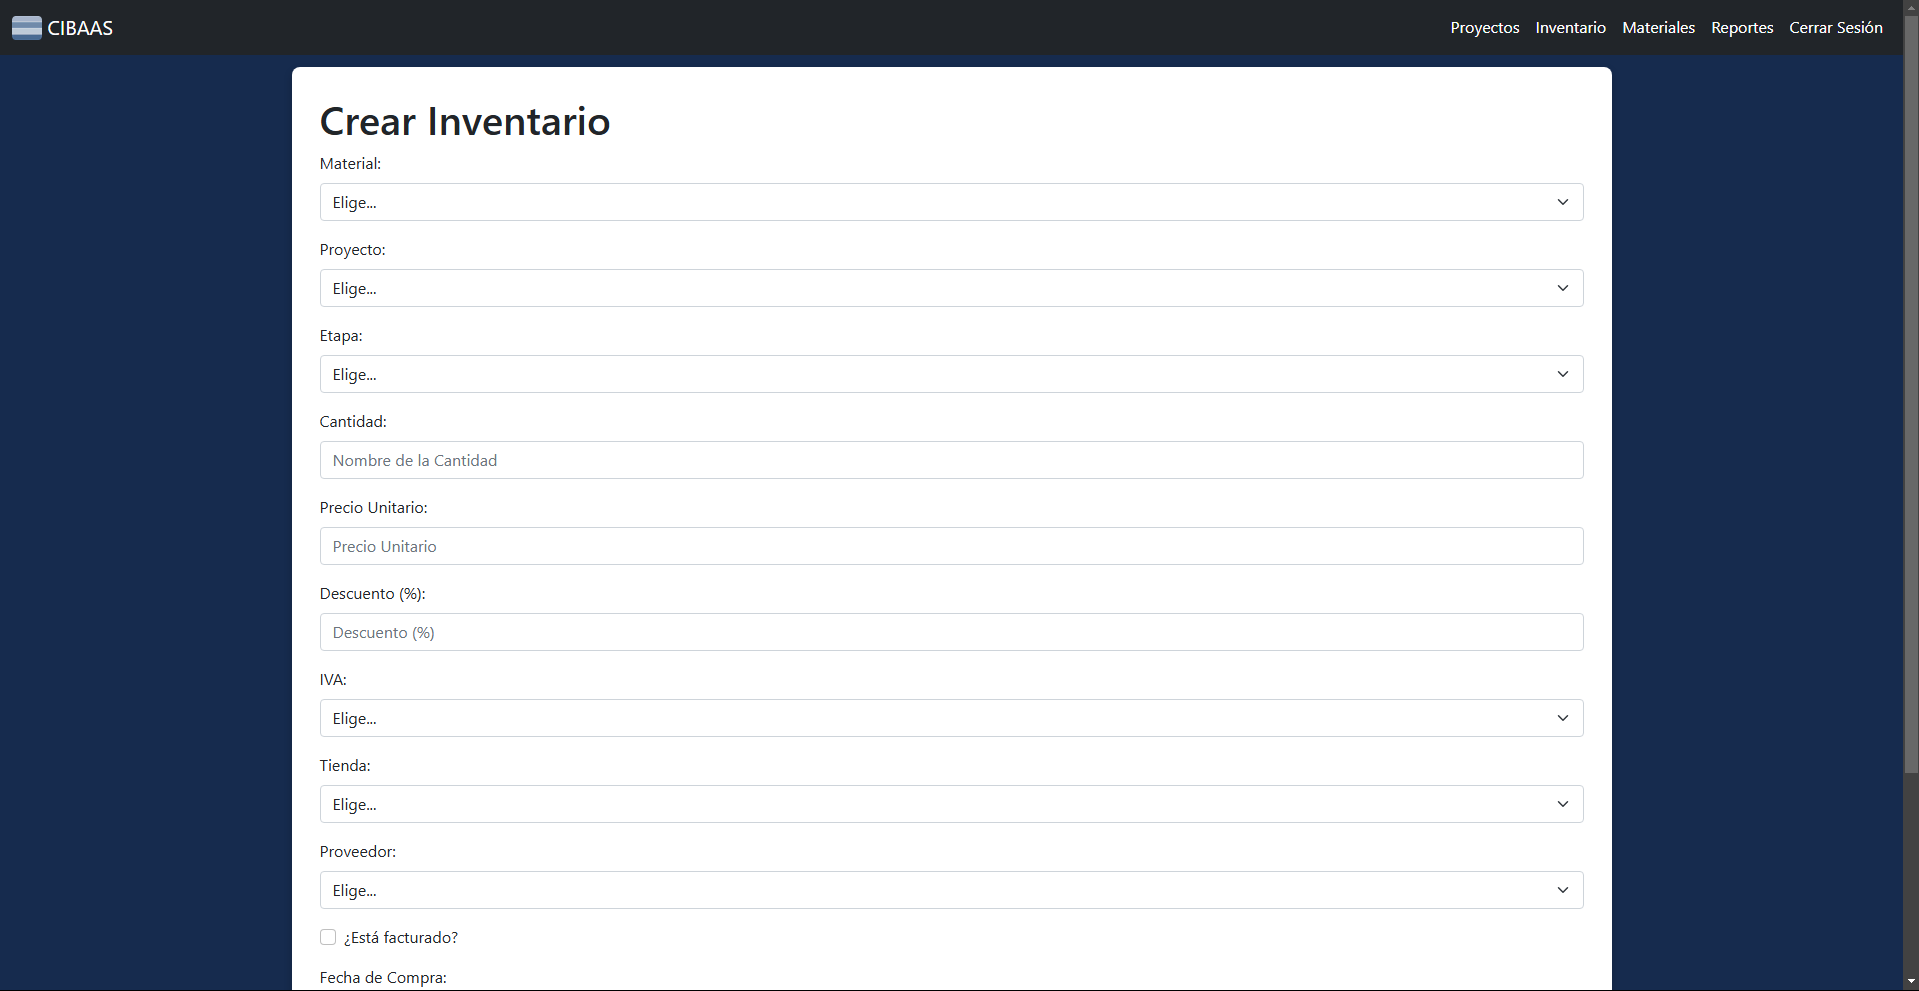 CIBAAS
Proyectos Inventario Materiales Reportes Cerrar Sesión
Crear Inventario
Material:
Elige...
Proyecto:
Elige...
Etapa:
Elige...
Cantidad:
Nombre de la Cantidad
Precio Unitario:
Precio Unitario
Descuento (%):
Descuento (%)
IVA:
Elige...
Tienda:
Elige...
Proveedor:
Elige...
¿Está facturado?
Fecha de Compra: